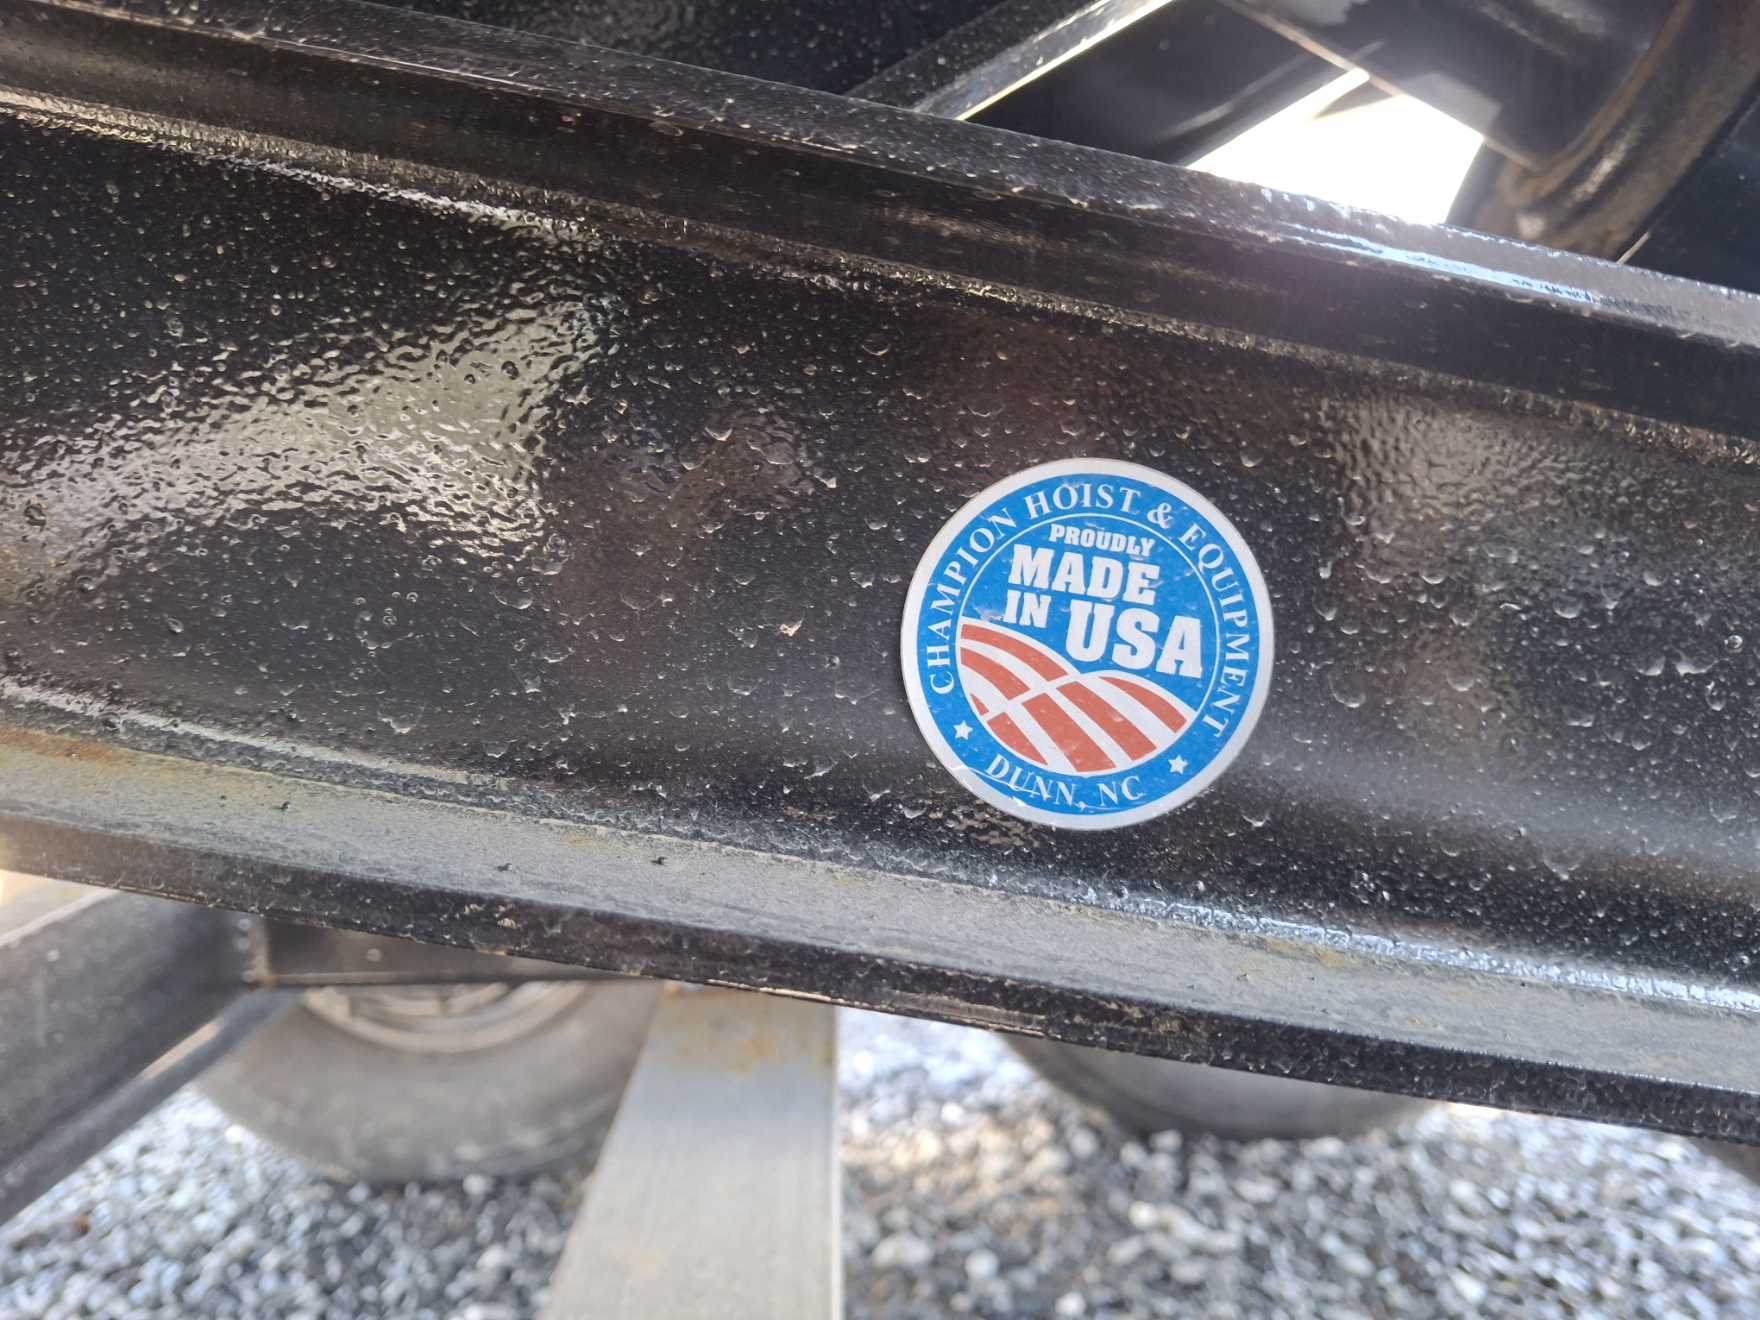 CHAMPION HOIST & EQUIPMENT
PROUDLY
MADE
IN USA
DUNN, NC